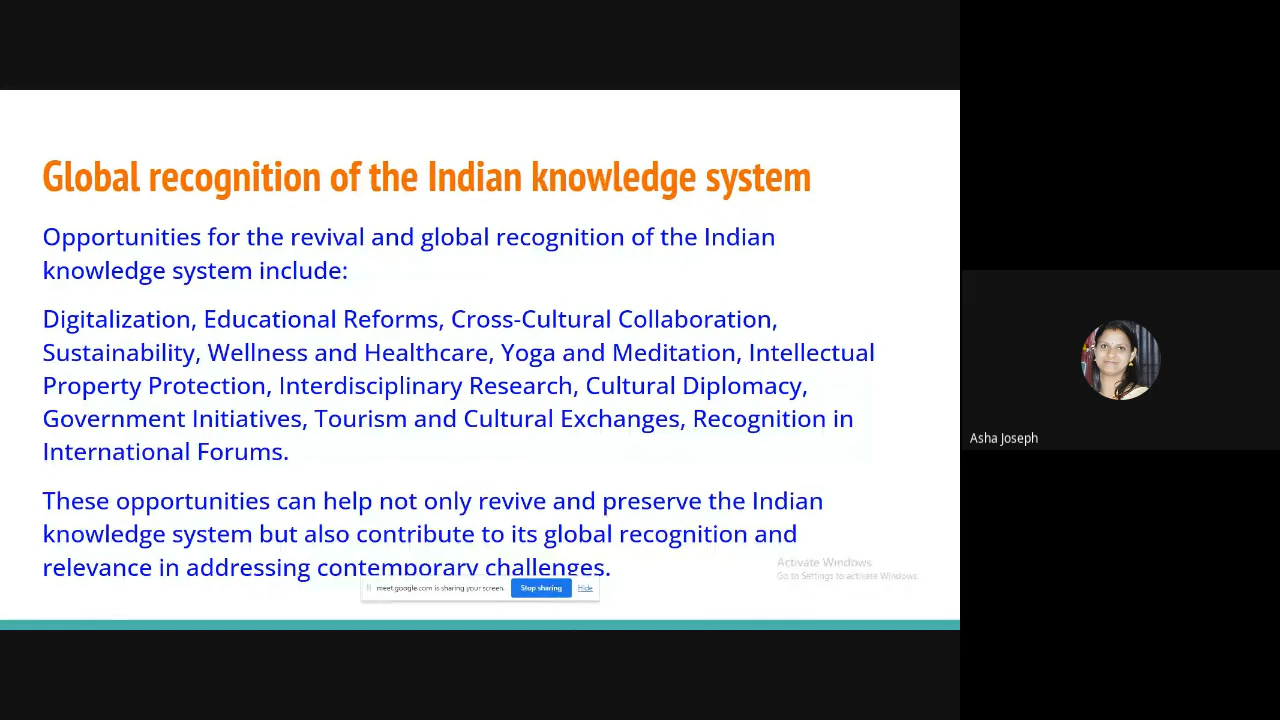 Global recognition of the Indian knowledge system
Opportunities for the revival and global recognition of the Indian
knowledge system include:
Digitalization, Educational Reforms, Cross-Cultural Collaboration,
Sustainability, Wellness and Healthcare, Yoga and Meditation, Intellectual
Property Protection, Interdisciplinary Research, Cultural Diplomacy,
Government Initiatives, Tourism and Cultural Exchanges, Recognition in
International Forums.
These opportunities can help not only revive and preserve the Indian
knowledge system but also contribute to its global recognition and
relevance in addressing contemporary challenges.
Activate Windows
Go to Settings to activate Windows.
meet.google.com is sharing your screen.
Stop sharing
Hide
Asha Joseph